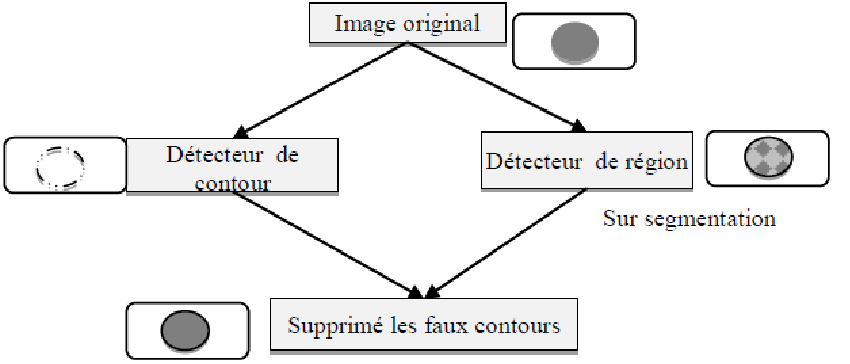 Image original
Détecteur de
contour
Détecteur de région
Sur segmentation
Supprimé les faux contours